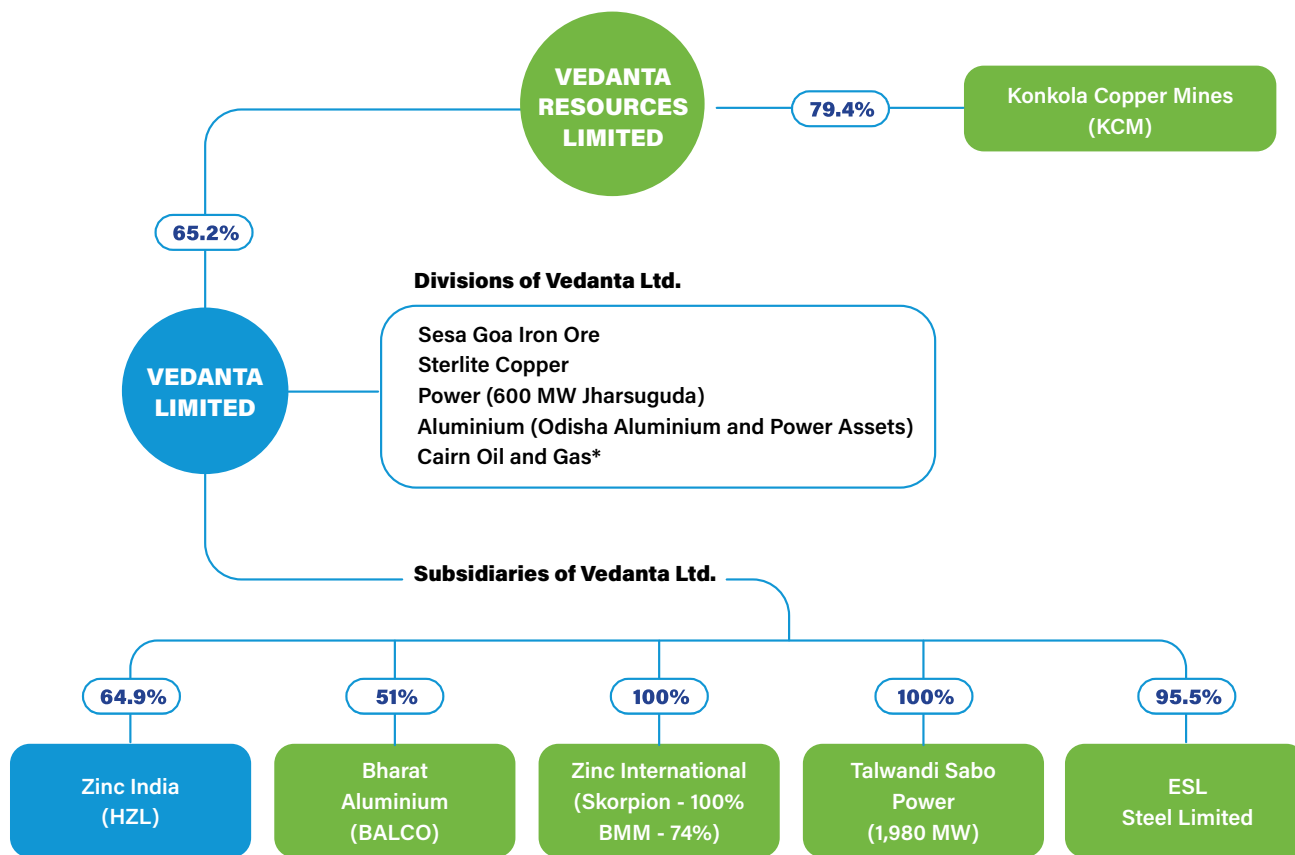 VEDANTA
RESOURCES
LIMITED
79.4%
Konkola Copper Mines
(KCM)
65.2%
Divisions of Vedanta Ltd.
Sesa Goa Iron Ore
Sterlite Copper
Power (600 MW Jharsuguda)
Aluminium (Odisha Aluminium and Power Assets)
Cairn Oil and Gas*
VEDANTA
LIMITED
Subsidiaries of Vedanta Ltd.
64.9%
51%
100%
100%
95.5%
Zinc India
(HZL)
Bharat
Aluminium
(BALCO)
Zinc International
(Skorpion - 100%
BMM - 74%)
Talwandi Sabo
Power
(1,980 MW)
ESL
Steel Limited